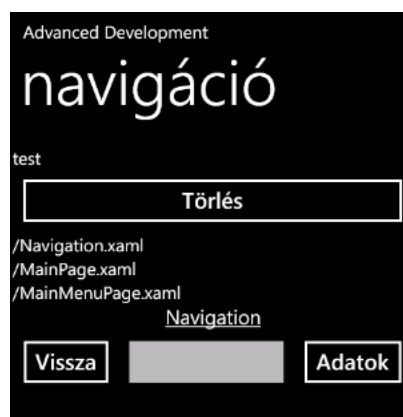 Advanced Development
navigáció
test
Törlés
/Navigation.xaml
/MainPage.xaml
/MainMenuPage.xaml
Navigation
Vissza Adatok